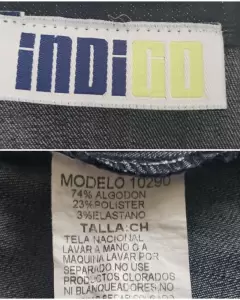 INDIGO
MODELO 10290
74% ALGODON
23% POLISTER
3% ELASTANO
TALLA:CH
TELA NACIONAL
LAVAR A MANO A
MAQUINA LAVAR POR
SEPARADO NO USE
PRODUCTOS CLORADOS
NI BLANQUEADORES NO